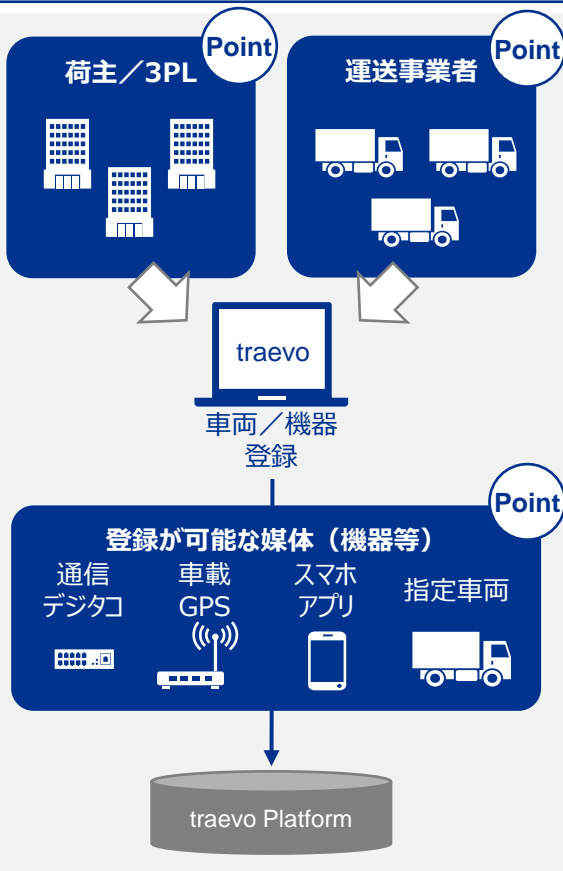 Point
荷主／3PL
Point
運送事業者
traevo
車両／機器
登録
Point
登録が可能な媒体（機器等）
通信
デジタコ
車載
GPS
スマホ
アプリ
指定車両
traevo Platform